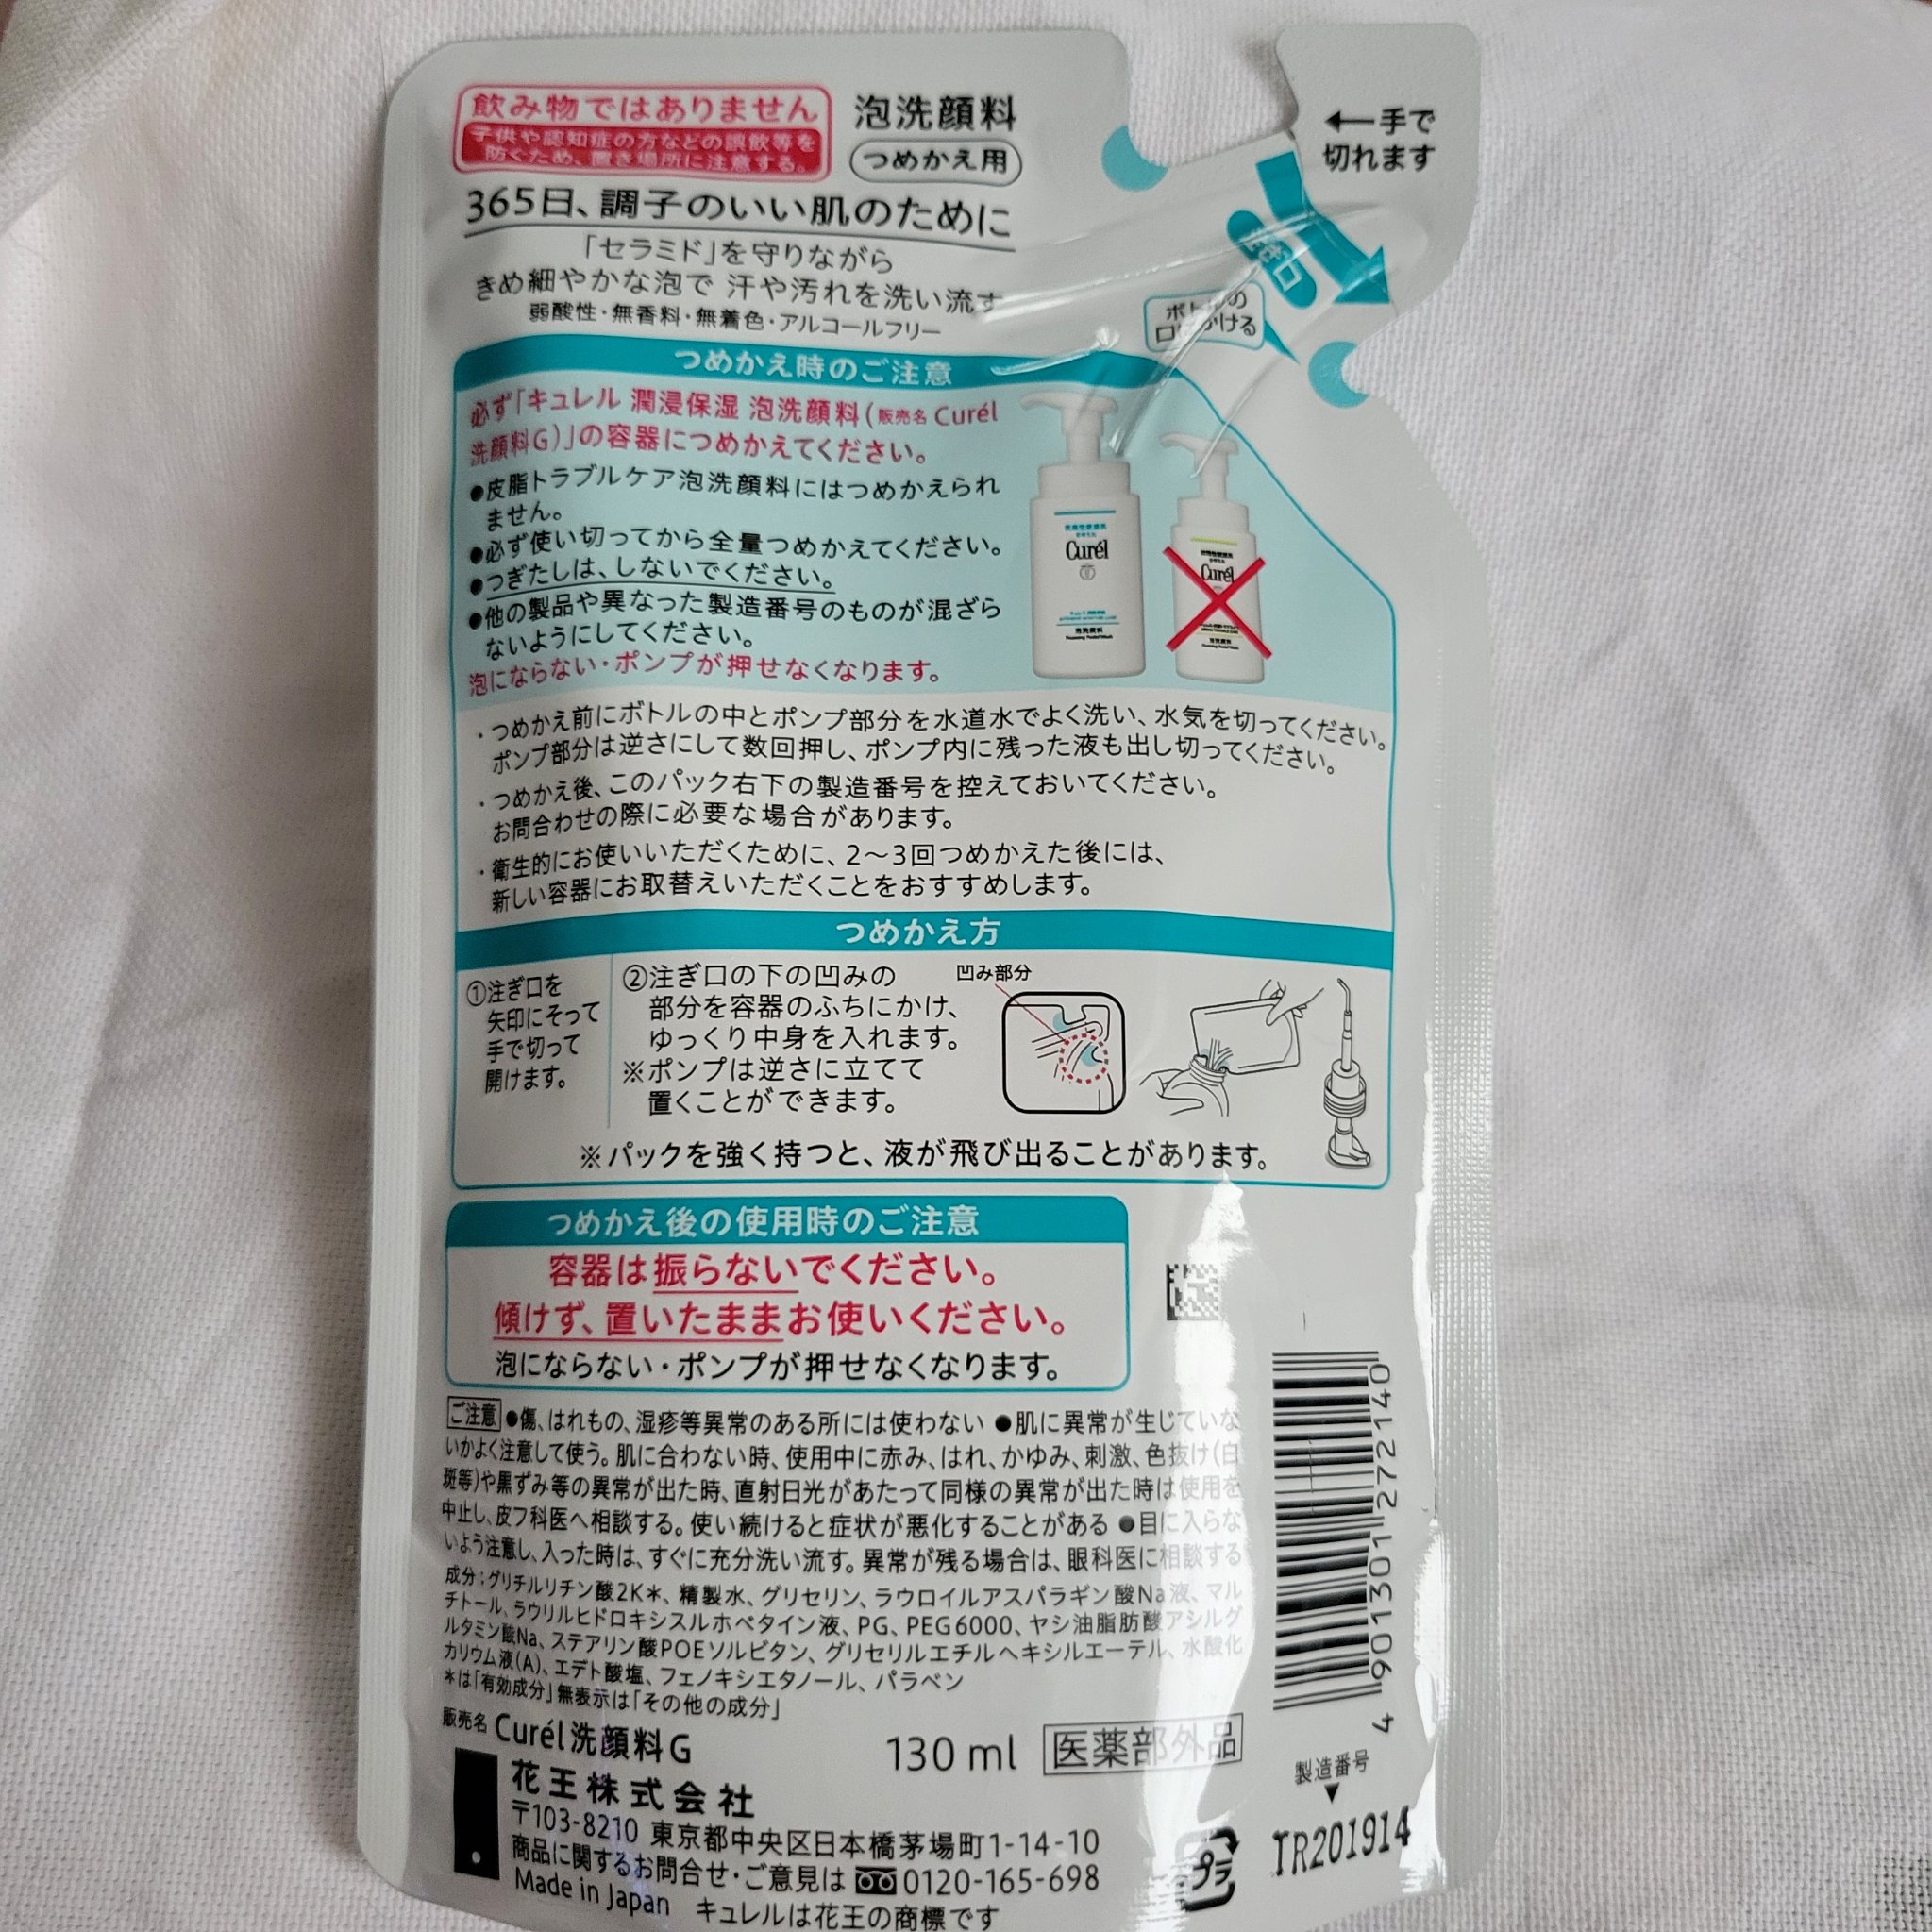 飲み物ではありません
子供や認知症の方などの誤飲等を
防ぐため、置き場所に注意する。
泡洗顔料
つめかえ用
←手で
切れます
365日、調子のいい肌のために
「セラミド」を守りながら
きめ細やかな泡で 汗や汚れを洗い流す
弱酸性・無香料・無着色・アルコールフリー
注ぎ口
ボトルの
口にかける
つめかえ時のご注意
必ず「キュレル 潤浸保湿 泡洗顔料(販売名 Curél
洗顔料G)」の容器につめかえてください。
●皮脂トラブルケア泡洗顔料にはつめかえられ
ません。
●必ず使い切ってから全量つめかえてください。
●つぎたしは、しないでください。
●他の製品や異なった製造番号のものが混ざら
ないようにしてください。
泡にならない・ポンプが押せなくなります。
Curél
Curél
・つめかえ前にボトルの中とポンプ部分を水道水でよく洗い、水気を切ってください。
ポンプ部分は逆さにして数回押し、ポンプ内に残った液も出し切ってください。
・つめかえ後、このパック右下の製造番号を控えておいてください。
お問合わせの際に必要な場合があります。
・衛生的にお使いいただくために、2〜3回つめかえた後には、
新しい容器にお取替えいただくことをおすすめします。
つめかえ方
①注ぎ口を
矢印にそって
手で切って
開けます。
②注ぎ口の下の凹みの
部分を容器のふちにかけ、
ゆっくり中身を入れます。
※ポンプは逆さに立てて
置くことができます。
凹み部分
※パックを強く持つと、液が飛び出ることがあります。
つめかえ後の使用時のご注意
容器は振らないでください。
傾けず、置いたままお使いください。
泡にならない・ポンプが押せなくなります。
ご注意 ●傷、はれもの、湿疹等異常のある所には使わない ●肌に異常が生じていな
いかよく注意して使う。肌に合わない時、使用中に赤み、はれ、かゆみ、刺激、色抜け(白
斑等)や黒ずみ等の異常が出た時、直射日光があたって同様の異常が出た時は使用を
中止し、皮フ科医へ相談する。使い続けると症状が悪化することがある ●目に入らな
いよう注意し、入った時は、すぐに充分洗い流す。異常が残る場合は、眼科医に相談する
成分:グリチルリチン酸2K*、精製水、グリセリン、ラウロイルアスパラギン酸Na液、マル
チトール、ラウリルヒドロキシスルホベタイン液、PG、PEG6000、ヤシ油脂肪酸アシルグ
ルタミン酸Na、ステアリン酸POEソルビタン、グリセリルエチルヘキシルエーテル、水酸化
カリウム液(A)、エデト酸塩、フェノキシエタノール、パラベン
*は「有効成分」無表示は「その他の成分」
販売名 Curél 洗顔料G
130 ml
医薬部外品
花王株式会社
〒103-8210 東京都中央区日本橋茅場町1-14-10
商品に関するお問合せ・ご意見は 0120-165-698
Made in Japan キュレルは花王の商標です
プラ
4 901301 272140
製造番号
▼
TR201914